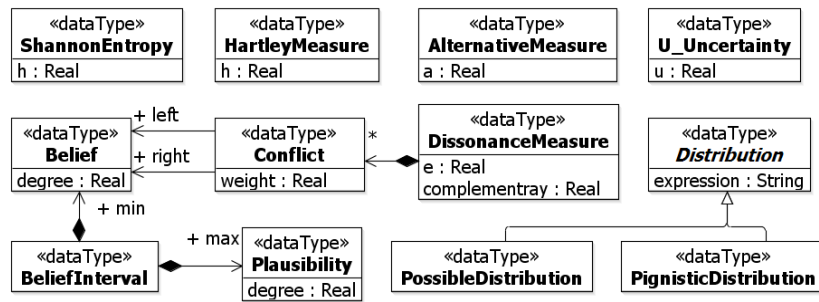 «dataType»
ShannonEntropy
h : Real
«dataType»
HartleyMeasure
h : Real
«dataType»
AlternativeMeasure
a : Real
«dataType»
U_Uncertainty
u : Real
«dataType»
Belief
degree : Real
+ left
+ right
«dataType»
Conflict
weight : Real
*
«dataType»
DissonanceMeasure
e : Real
complementray : Real
«dataType»
Distribution
expression : String
+ min
«dataType»
BeliefInterval
+ max
«dataType»
Plausibility
degree : Real
«dataType»
PossibleDistribution
«dataType»
PignisticDistribution